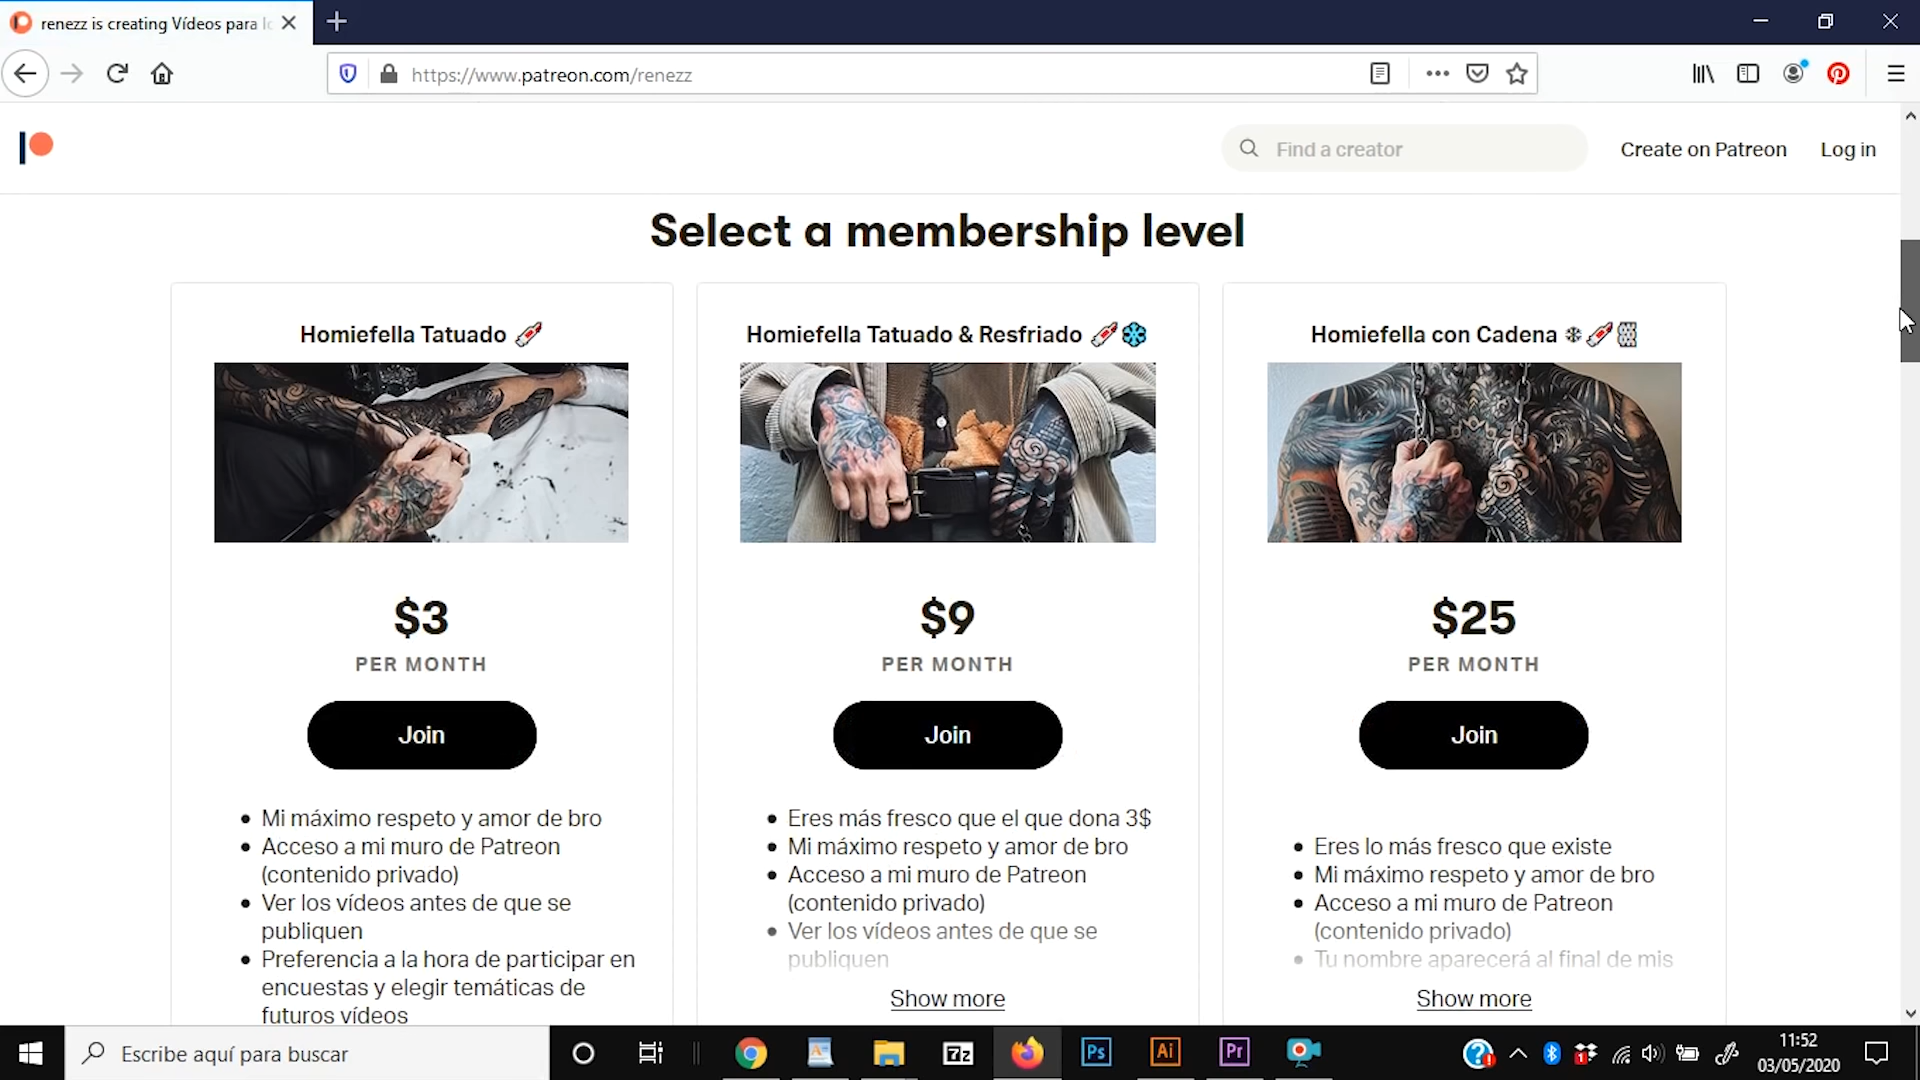 renezz is creating Vídeos para lo
https://www.patreon.com/renezz
Find a creator
Create on Patreon
Log in
Select a membership level
Homiefella Tatuado
Mi máximo respeto y amor de bro
Acceso a mi muro de Patreon
(contenido privado)
Ver los vídeos antes de que se
publiquen
Preferencia a la hora de participar en
encuestas y elegir temáticas de
futuros vídeos
$3
PER MONTH
Join
Homiefella Tatuado & Resfriado
$9
PER MONTH
Join
Eres más fresco que el que dona 3$
Mi máximo respeto y amor de bro
Acceso a mi muro de Patreon
(contenido privado)
Ver los vídeos antes de que se
publiquen
Show more
Homiefella con Cadena
$25
PER MONTH
Join
Eres lo más fresco que existe
Mi máximo respeto y amor de bro
Acceso a mi muro de Patreon
(contenido privado)
Tu nombre aparecerá al final de mis
Show more
Escribe aquí para buscar
7z
Ps
Ai
Pr
11:52
03/05/2020